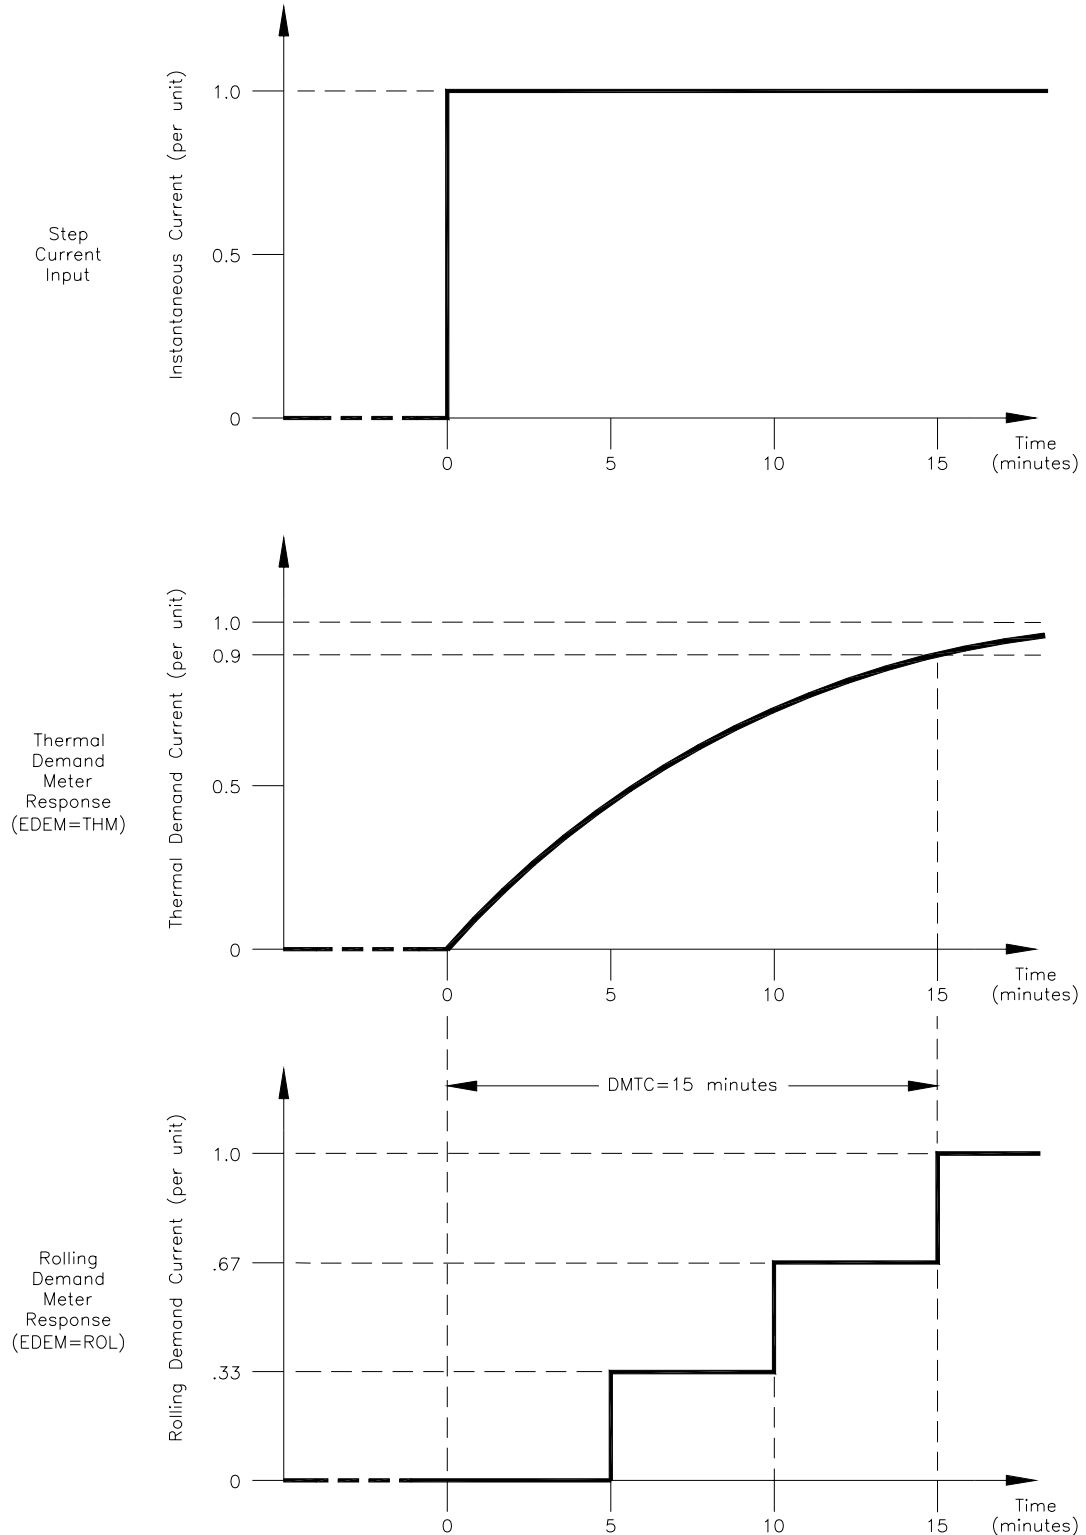 Step
Current
Input
Instantaneous Current (per unit)
1.0
0.5
0
0 5 10 15
Time
(minutes)
Thermal
Demand
Meter
Response
(EDEM=THM)
Thermal Demand Current (per unit)
1.0
0.9
0.5
0
0 5 10 15
Time
(minutes)
DMTC=15 minutes
Rolling
Demand
Meter
Response
(EDEM=ROL)
Rolling Demand Current (per unit)
1.0
.67
.33
0
0 5 10 15
Time
(minutes)